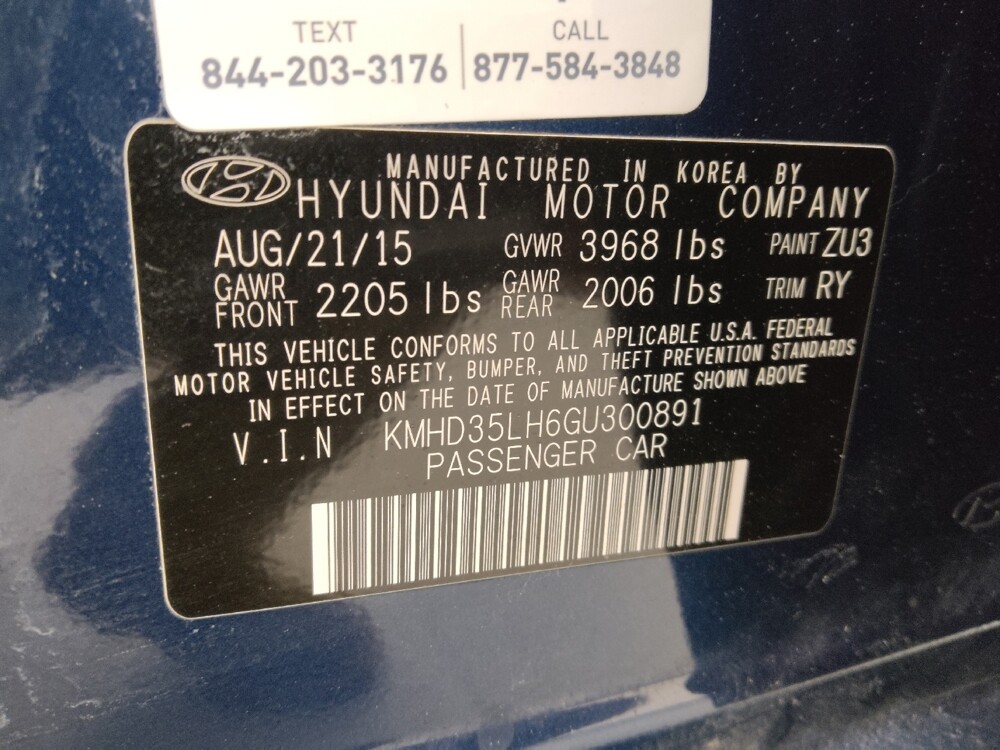 TEXT CALL
844-203-3176 877-584-3848
MANUFACTURED IN KOREA BY
HYUNDAI MOTOR COMPANY
AUG/21/15 GVWR 3968 lbs PAINT ZU3
GAWR FRONT 2205 lbs GAWR REAR 2006 lbs TRIM RY
THIS VEHICLE CONFORMS TO ALL APPLICABLE U.S.A. FEDERAL
MOTOR VEHICLE SAFETY, BUMPER, AND THEFT PREVENTION STANDARDS
IN EFFECT ON THE DATE OF MANUFACTURE SHOWN ABOVE
V.I.N KMHD35LH6GU300891
PASSENGER CAR